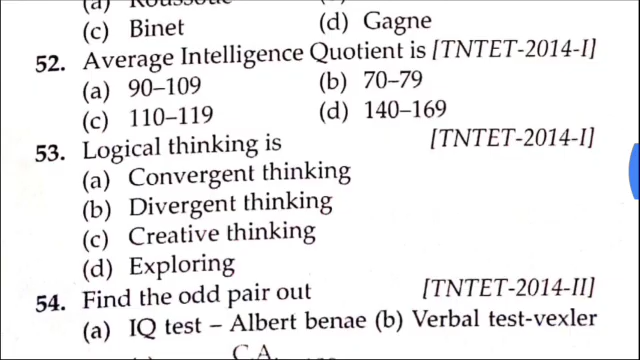 (a) Roussoue
(c) Binet (d) Gagne
52. Average Intelligence Quotient is [TNTET-2014-I]
(a) 90–109 (b) 70–79
(c) 110–119 (d) 140–169
53. Logical thinking is [TNTET-2014-I]
(a) Convergent thinking
(b) Divergent thinking
(c) Creative thinking
(d) Exploring
54. Find the odd pair out [TNTET-2014-II]
(a) IQ test – Albert benae (b) Verbal test-vexler
C.A.